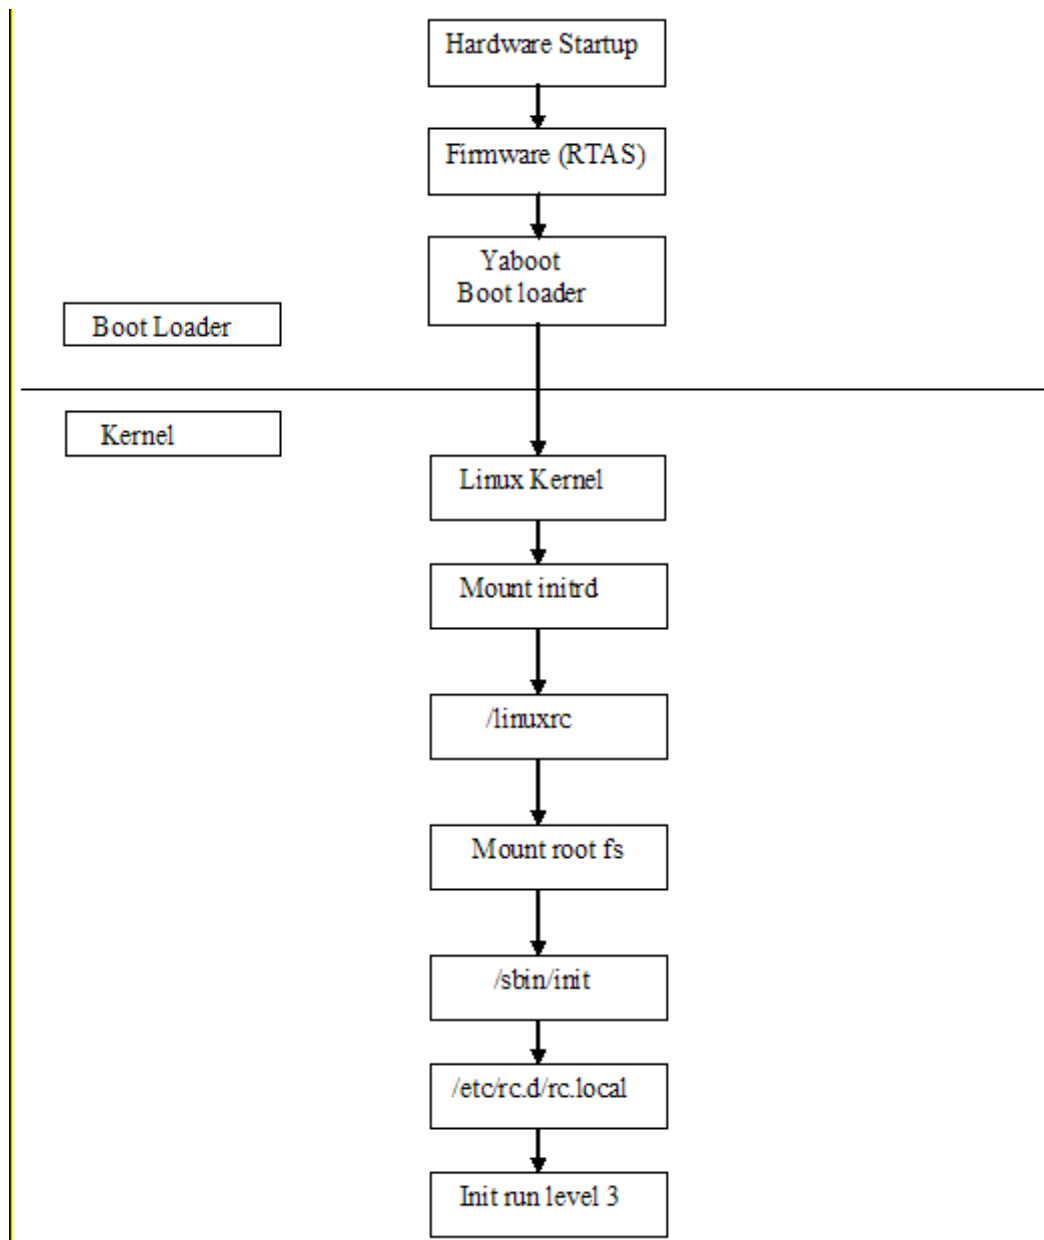 Hardware Startup
Firmware (RTAS)
Yaboot
Boot loader
Boot Loader
Kernel
Linux Kernel
Mount initrd
/linuxrc
Mount root fs
/sbin/init
/etc/rc.d/rc.local
Init run level 3